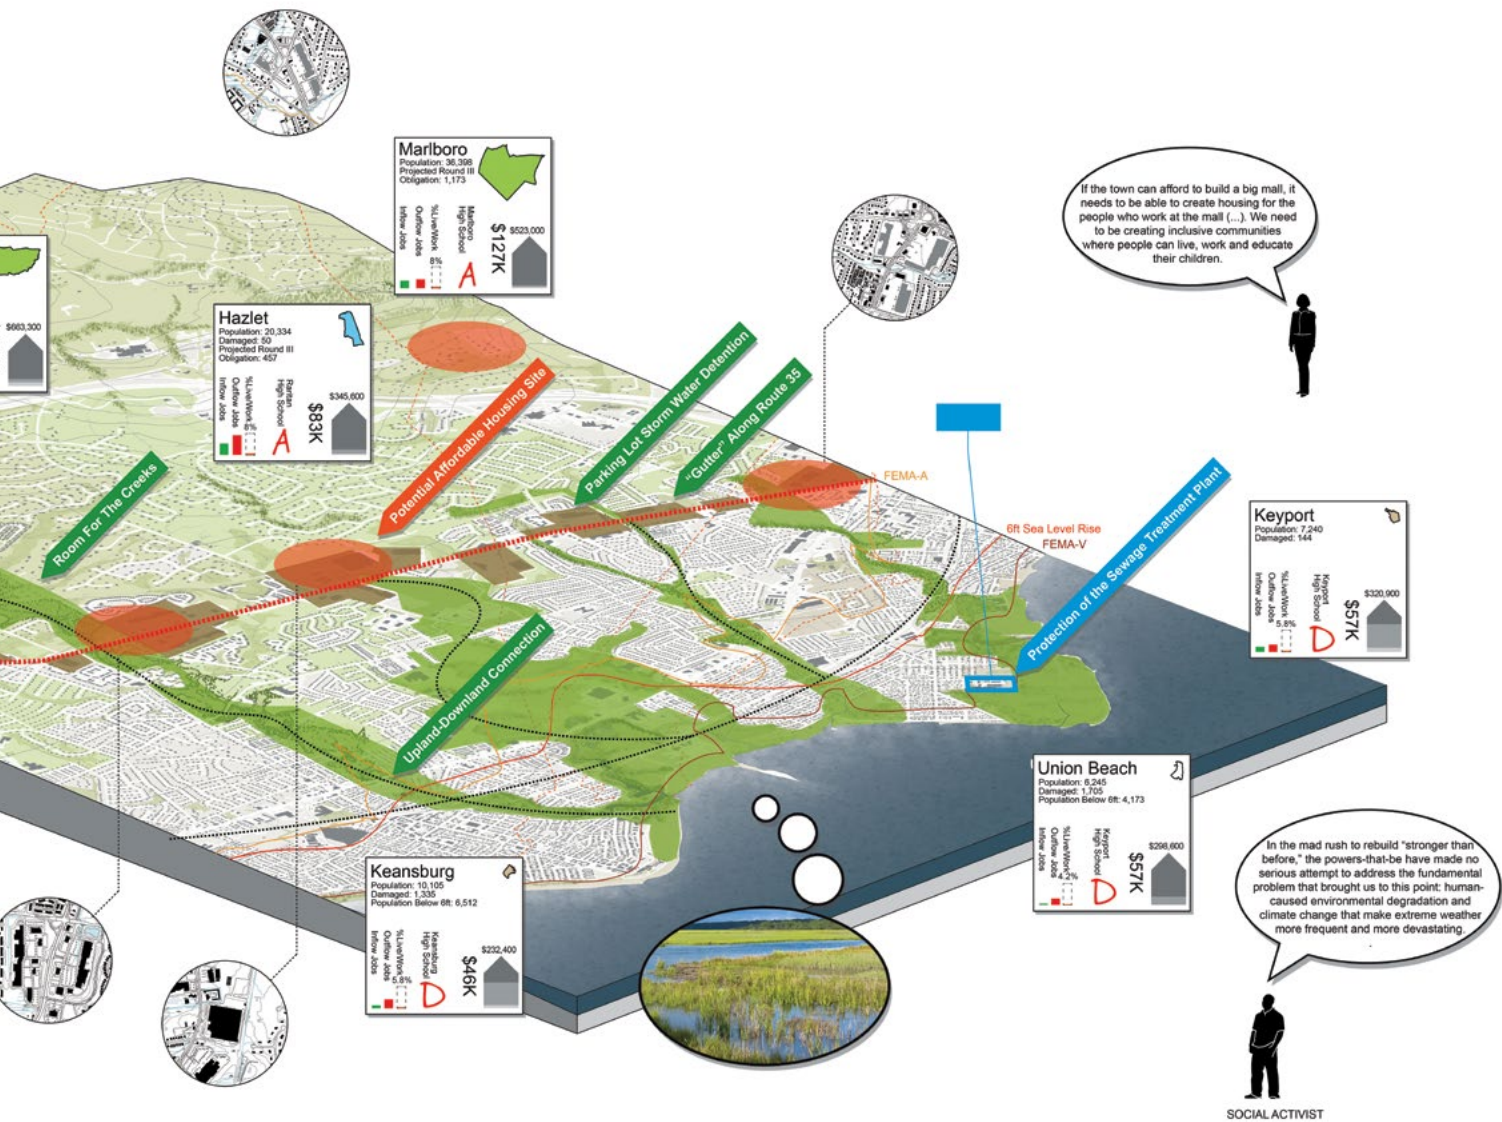 Marlboro
Population: 36,398
Projected Round III
Obligation: 1,173
Inflow Jobs
Outflow Jobs
%Live/Work
8%
Marlboro
High School
A
$127K
$523,000
If the town can afford to build a big mall, it
needs to be able to create housing for the
people who work at the mall (...). We need
to be creating inclusive communities
where people can live, work and educate
their children.
$663,300
Hazlet
Population: 20,334
Damaged: 50
Projected Round III
Obligation: 457
Inflow Jobs
Outflow Jobs
%Live/Work
8%
Raritan
High School
A
$83K
$345,600
Room For The Creeks
Potential Affordable Housing Site
Parking Lot Storm Water Detention
"Gutter" Along Route 35
FEMA-A
6ft Sea Level Rise
FEMA-V
Protection of the Sewage Treatment Plant
Upland-Downland Connection
Keyport
Population: 7,240
Damaged: 144
Inflow Jobs
Outflow Jobs
%Live/Work
5.8%
Keyport
High School
D
$57K
$320,900
Union Beach
Population: 6,245
Damaged: 1,705
Population Below 6ft: 4,173
Inflow Jobs
Outflow Jobs
%Live/Work
Keyport
High School
D
$57K
$298,600
Keansburg
Population: 10,105
Damaged: 1,335
Population Below 6ft: 6,512
Inflow Jobs
Outflow Jobs
%Live/Work
5.8%
Keansburg
High School
D
$46K
$232,400
In the mad rush to rebuild "stronger than
before," the powers-that-be have made no
serious attempt to address the fundamental
problem that brought us to this point: human-
caused environmental degradation and
climate change that make extreme weather
more frequent and more devastating.
.
SOCIAL ACTIVIST